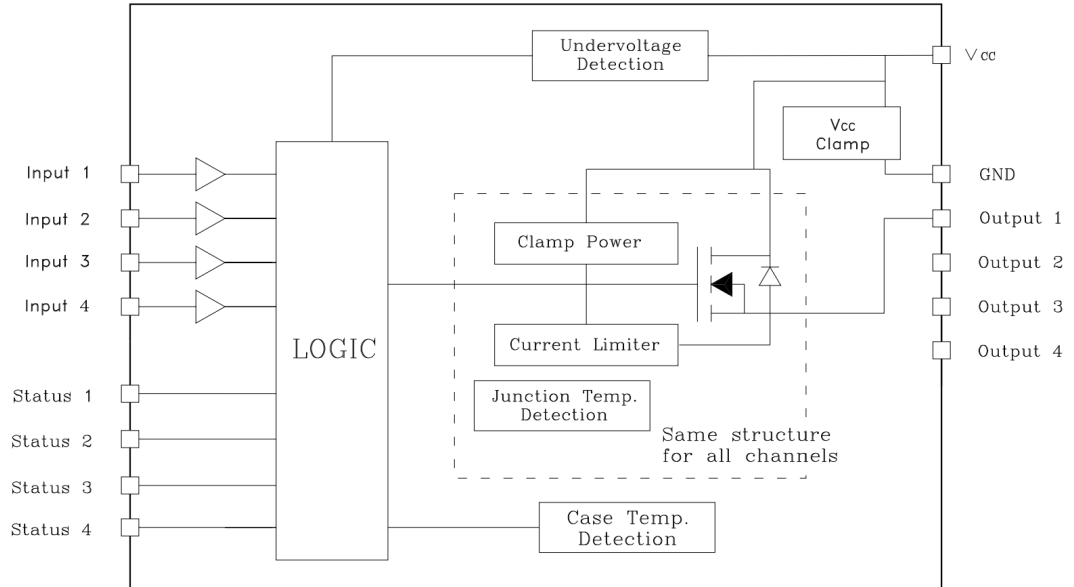 Undervoltage
Detection
Vcc
Vcc
Clamp
Input 1
GND
Input 2
Output 1
Clamp Power
Input 3
Output 2
Input 4
Output 3
LOGIC
Current Limiter
Output 4
Status 1
Junction Temp.
Detection
Status 2
Same structure
for all channels
Status 3
Status 4
Case Temp.
Detection